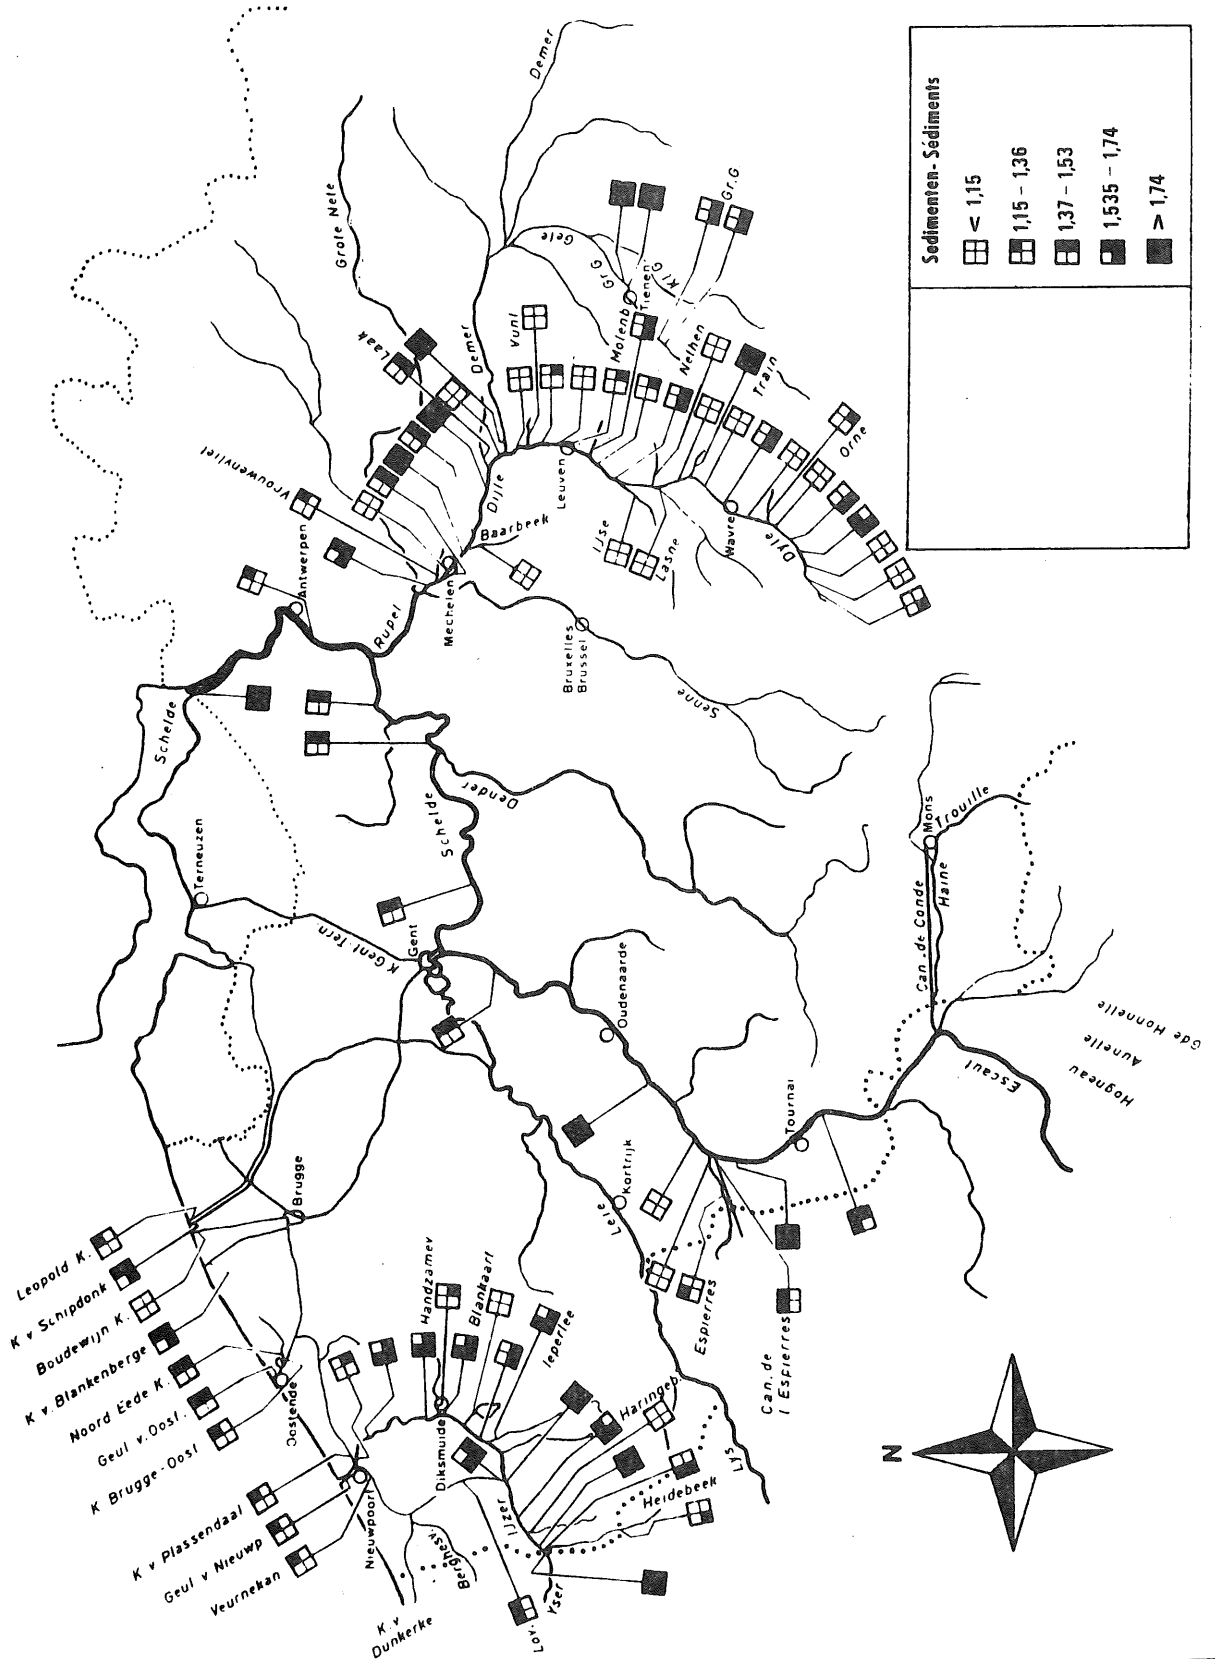 Sedimenten-Sédiments
< 1,15
1,15 – 1,36
1,37 – 1,53
1,535 – 1,74
> 1,74
Demer
Grote Nete
Gete
Gr G
Kl G
Gr.G
Tienen
Laak
Demer
Vunt
Molenb
Nethen
Train
Orne
Vrouwenvliet
Antwerpen
Dijle
Leuven
Baarbeek
IJse
Lasne
Wavre
Dyle
Rupel
Mechelen
Bruxelles
Brussel
Senne
Schelde
Terneuzen
Dender
Schelde
K Gent-Tern.
Gent
Mons
Trouille
Can. de Conde
Haine
Oudenaarde
Gde Honnelle
Aunelle
Hogneau
Escaut
Tournai
Brugge
Kortrijk
Leie
Leopold K.
K v Schipdonk
Boudewijn K.
K v. Blankenberge
Noord Eede K.
Geul v. Oost.
K Brugge-Oost
Oostende
Handzamev
Blankaart
Ieperlee
Espierres
Can. de
l Espierres
K v Plassendaal
Geul v Nieuwp
Veurnekan
Nieuwpoort
Diksmuide
IJzer
Haringeb.
Heidebeek
Lys
Berghesv.
K. v
Dunkerke
Lov.
Yser
N